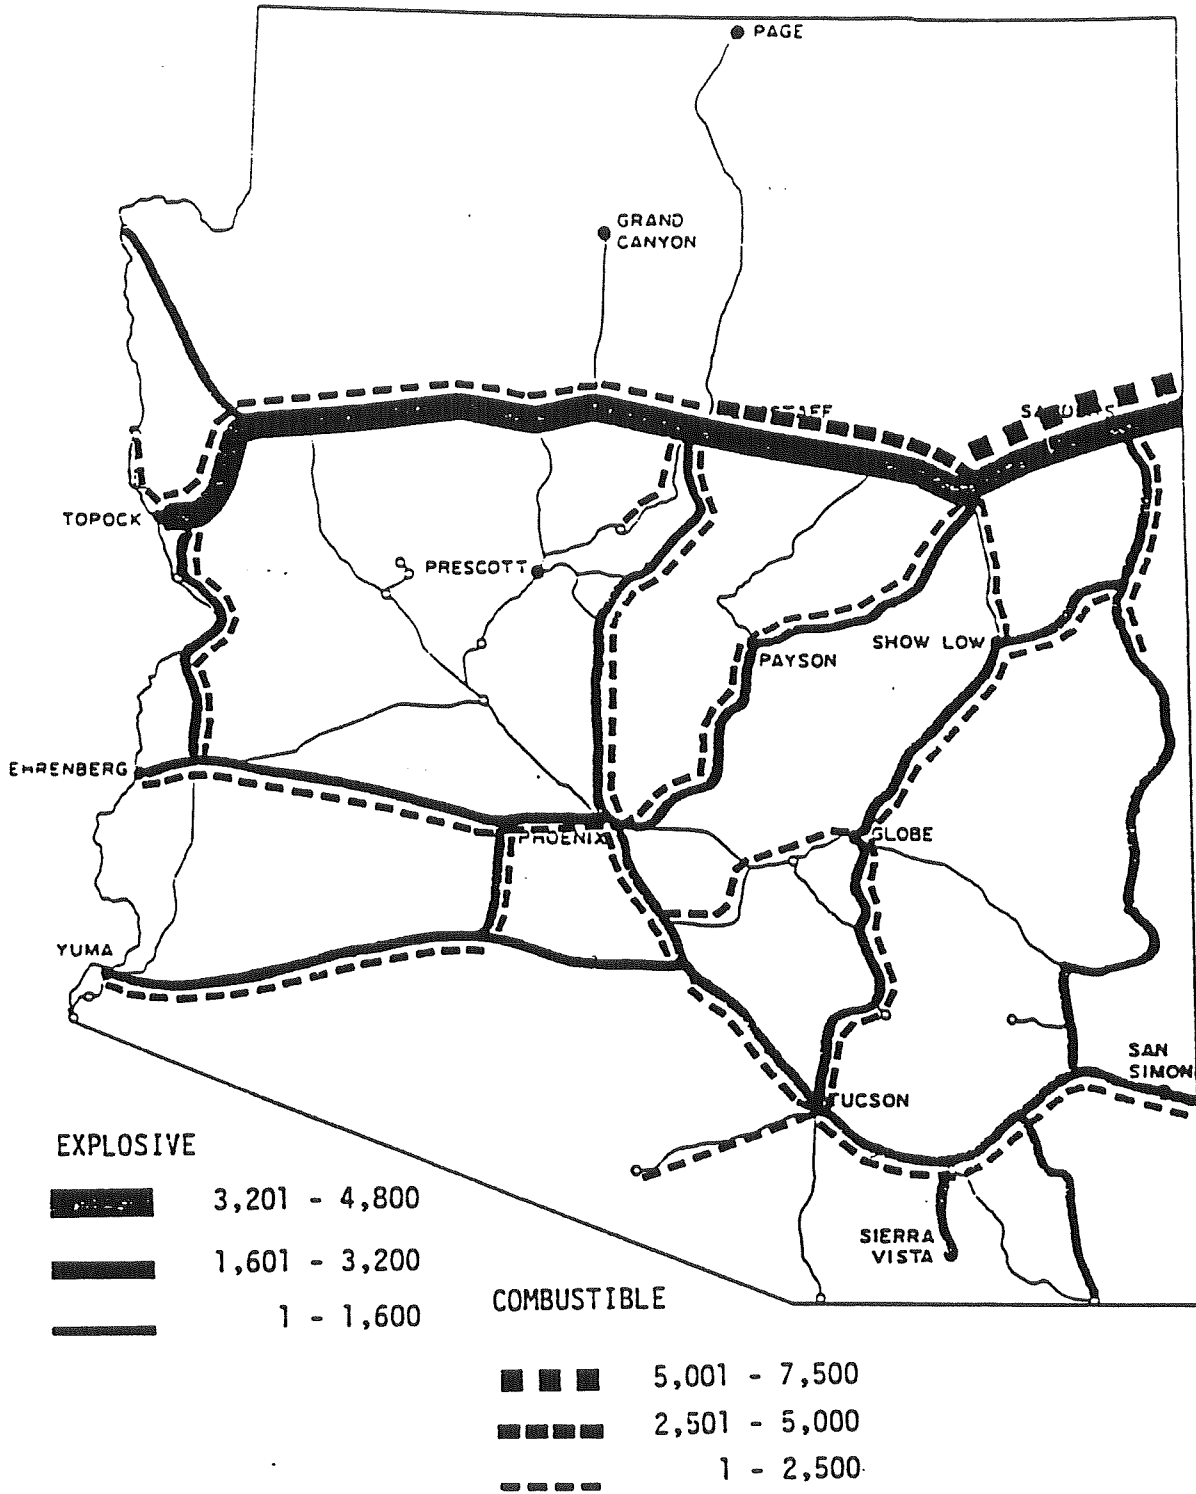 PAGE
GRAND
CANYON
STAFF
TOPOCK
PRESCOTT
PAYSON
SHOW LOW
EHRENBERG
PHOENIX
GLOBE
YUMA
SAN
SIMON
TUCSON
SIERRA
VISTA
EXPLOSIVE
3,201 - 4,800
1,601 - 3,200
1 - 1,600
COMBUSTIBLE
5,001 - 7,500
2,501 - 5,000
1 - 2,500